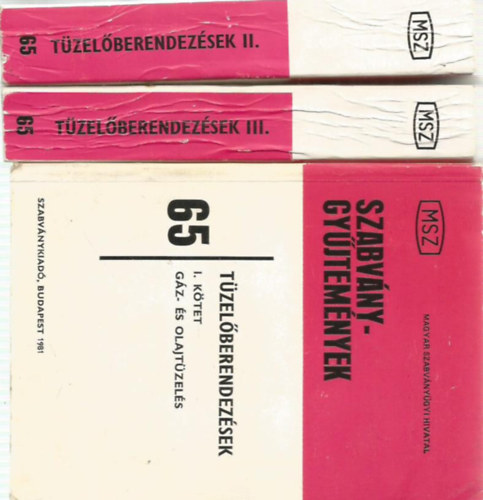 65 TÜZELŐBERENDEZÉSEK II. MSZ
65 TÜZELŐBERENDEZÉSEK III. MSZ
MSZ
MAGYAR SZABVÁNYÜGYI HIVATAL
SZABVÁNY-
GYŰJTEMÉNYEK
65
TÜZELŐBERENDEZÉSEK
I. KÖTET
GÁZ- ÉS OLAJTÜZELÉS
SZABVÁNYKIADÓ, BUDAPEST 1981